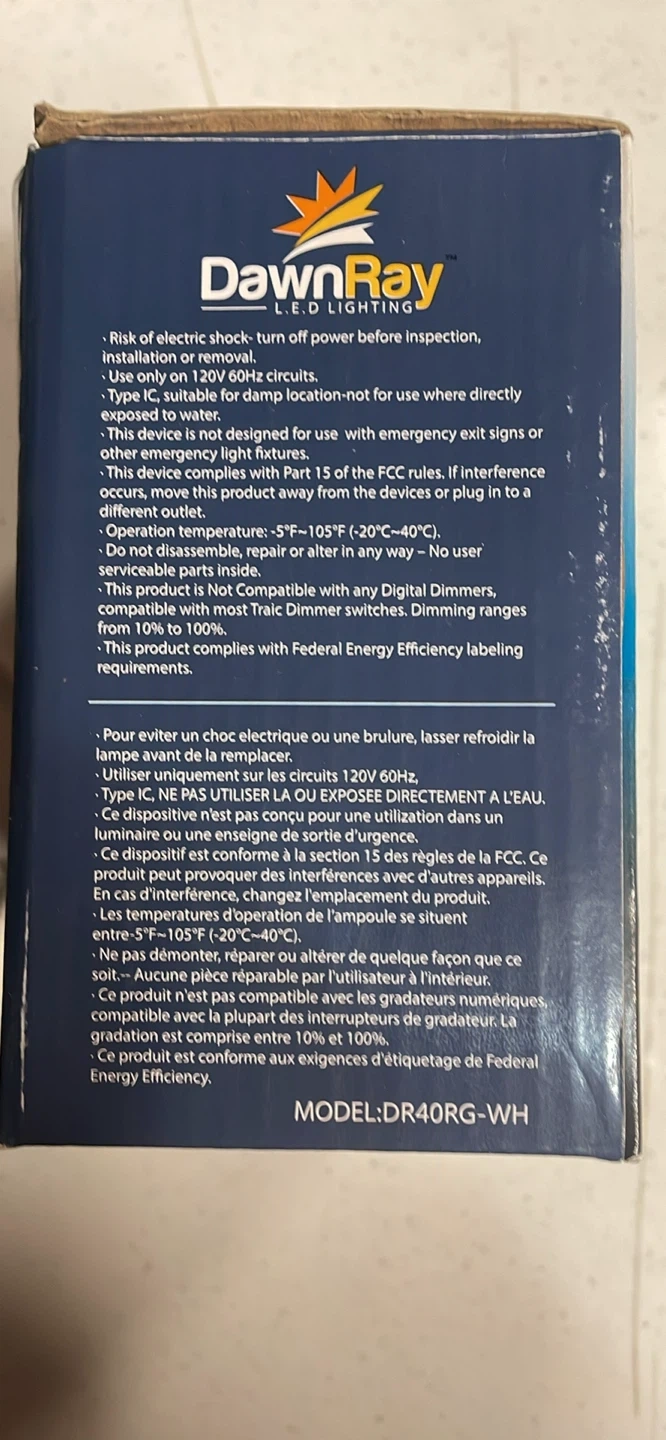 DawnRay™
L.E.D LIGHTING
· Risk of electric shock- turn off power before inspection,
installation or removal.
· Use only on 120V 60Hz circuits.
· Type IC, suitable for damp location-not for use where directly
exposed to water.
· This device is not designed for use with emergency exit signs or
other emergency light fixtures.
· This device complies with Part 15 of the FCC rules. If interference
occurs, move this product away from the devices or plug in to a
different outlet.
· Operation temperature: -5°F~105°F (-20°C~40°C).
· Do not disassemble, repair or alter in any way – No user
serviceable parts inside.
· This product is Not Compatible with any Digital Dimmers,
compatible with most Traic Dimmer switches. Dimming ranges
from 10% to 100%.
· This product complies with Federal Energy Efficiency labeling
requirements.
· Pour eviter un choc electrique ou une brulure, lasser refroidir la
lampe avant de la remplacer.
· Utiliser uniquement sur les circuits 120V 60Hz,
· Type IC, NE PAS UTILISER LA OU EXPOSEE DIRECTEMENT A L'EAU.
· Ce dispositive n'est pas conçu pour une utilization dans un
luminaire ou une enseigne de sortie d'urgence.
· Ce dispositif est conforme à la section 15 des règles de la FCC. Ce
produit peut provoquer des interférences avec d'autres appareils.
En cas d'interférence, changez l'emplacement du produit.
· Les temperatures d'operation de l'ampoule se situent
entre-5°F~105°F (-20°C~40°C).
· Ne pas démonter, réparer ou altérer de quelque façon que ce
soit.-- Aucune pièce réparable par l'utilisateur à l'intérieur.
· Ce produit n'est pas compatible avec les gradateurs numériques,
compatible avec la plupart des interrupteurs de gradateur. La
gradation est comprise entre 10% et 100%.
· Ce produit est conforme aux exigences d'étiquetage de Federal
Energy Efficiency.
MODEL:DR40RG-WH